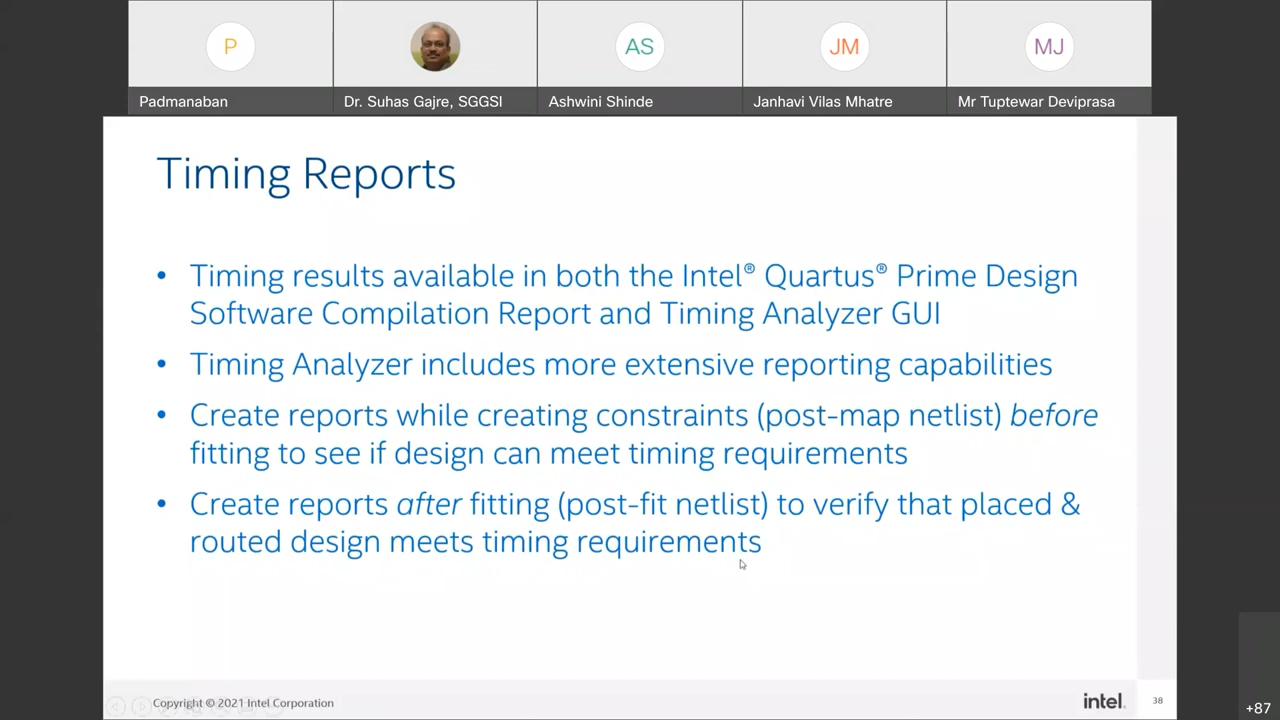 P
AS
JM
MJ
Padmanaban
Dr. Suhas Gajre, SGGSI
Ashwini Shinde
Janhavi Vilas Mhatre
Mr Tuptewar Deviprasa
Timing Reports
• Timing results available in both the Intel® Quartus® Prime Design
Software Compilation Report and Timing Analyzer GUI
• Timing Analyzer includes more extensive reporting capabilities
• Create reports while creating constraints (post-map netlist) before
fitting to see if design can meet timing requirements
• Create reports after fitting (post-fit netlist) to verify that placed &
routed design meets timing requirements
Copyright © 2021 Intel Corporation
intel.
38
+87